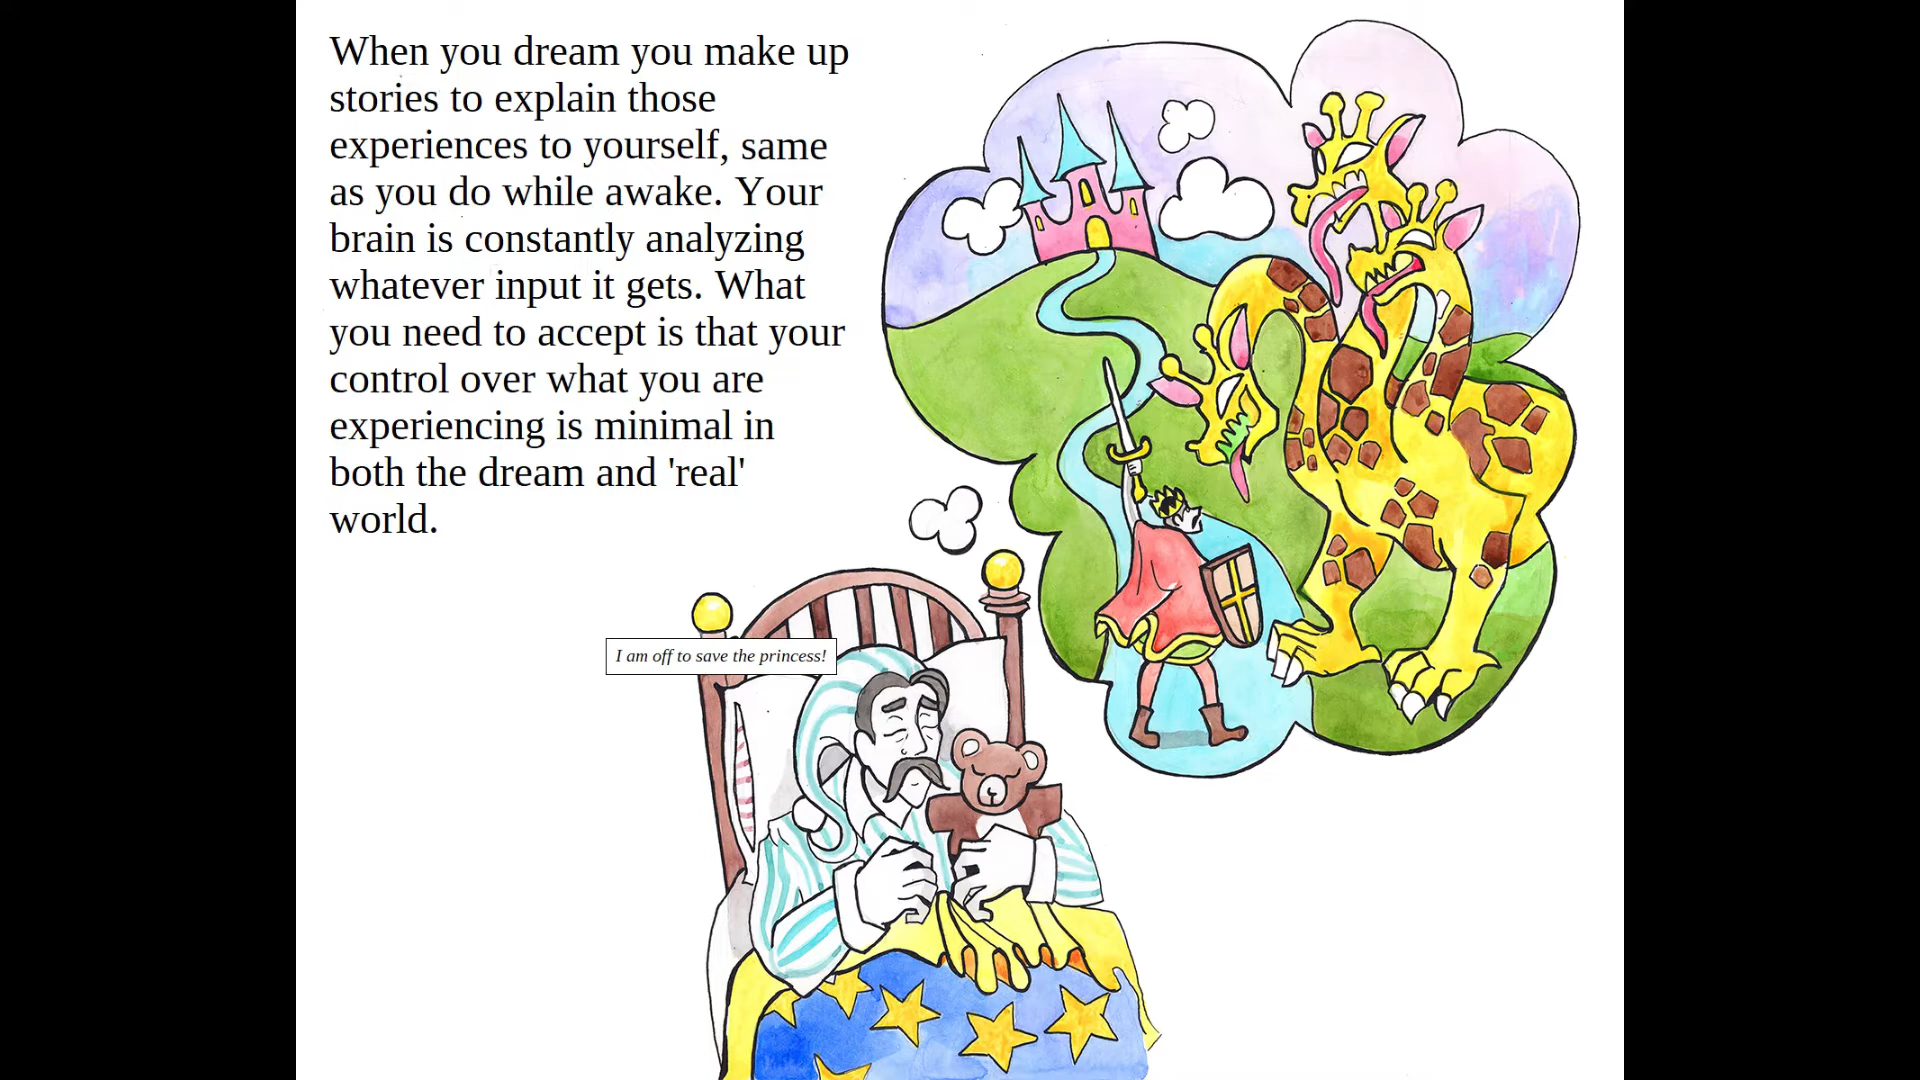 When you dream you make up
stories to explain those
experiences to yourself, same
as you do while awake. Your
brain is constantly analyzing
whatever input it gets. What
you need to accept is that your
control over what you are
experiencing is minimal in
both the dream and 'real'
world.
I am off to save the princess!